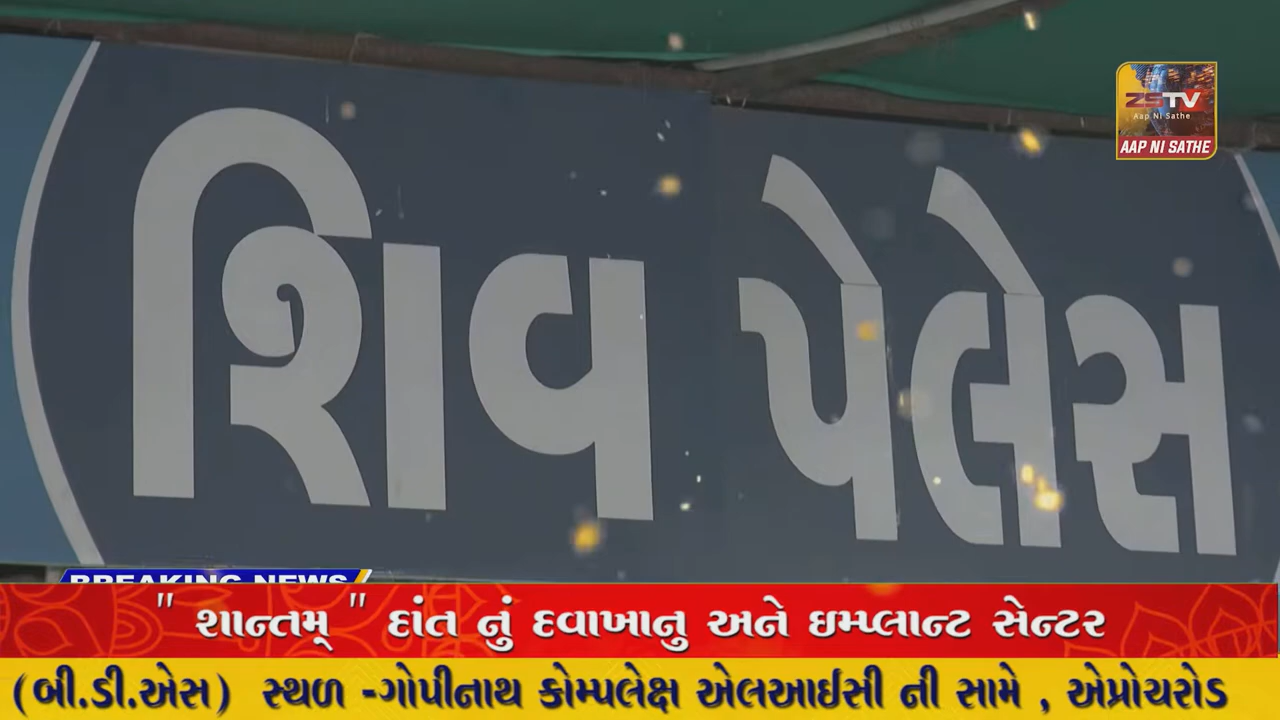 ZSTV
Aap Ni Sathe
AAP NI SATHE
શિવ પેલેસ
BREAKING NEWS
" શાન્તમ્ " દાંત નું દવાખાનુ અને ઇમ્પ્લાન્ટ સેન્ટર
(બી.ડી.એસ) સ્થળ -ગોપીનાથ કોમ્પલેક્ષ એલઆઈસી ની સામે , એપ્રોચરોડ